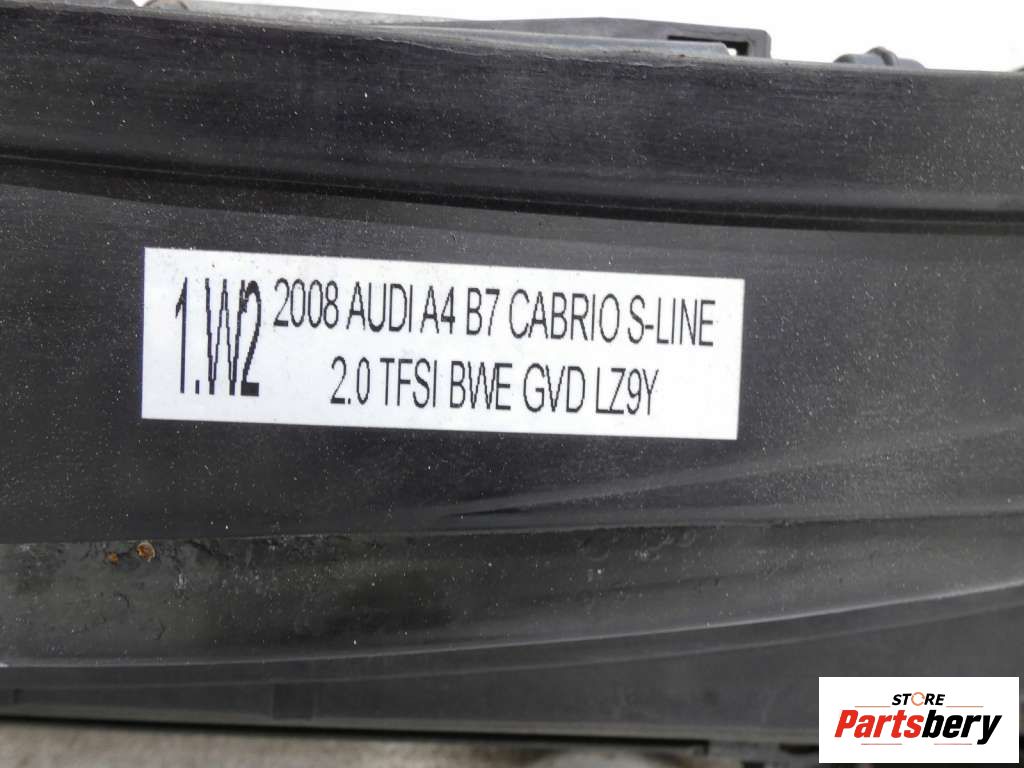 1.W2 2008 AUDI A4 B7 CABRIO S-LINE
2.0 TFSI BWE GVD LZ9Y
STORE
Partsbery